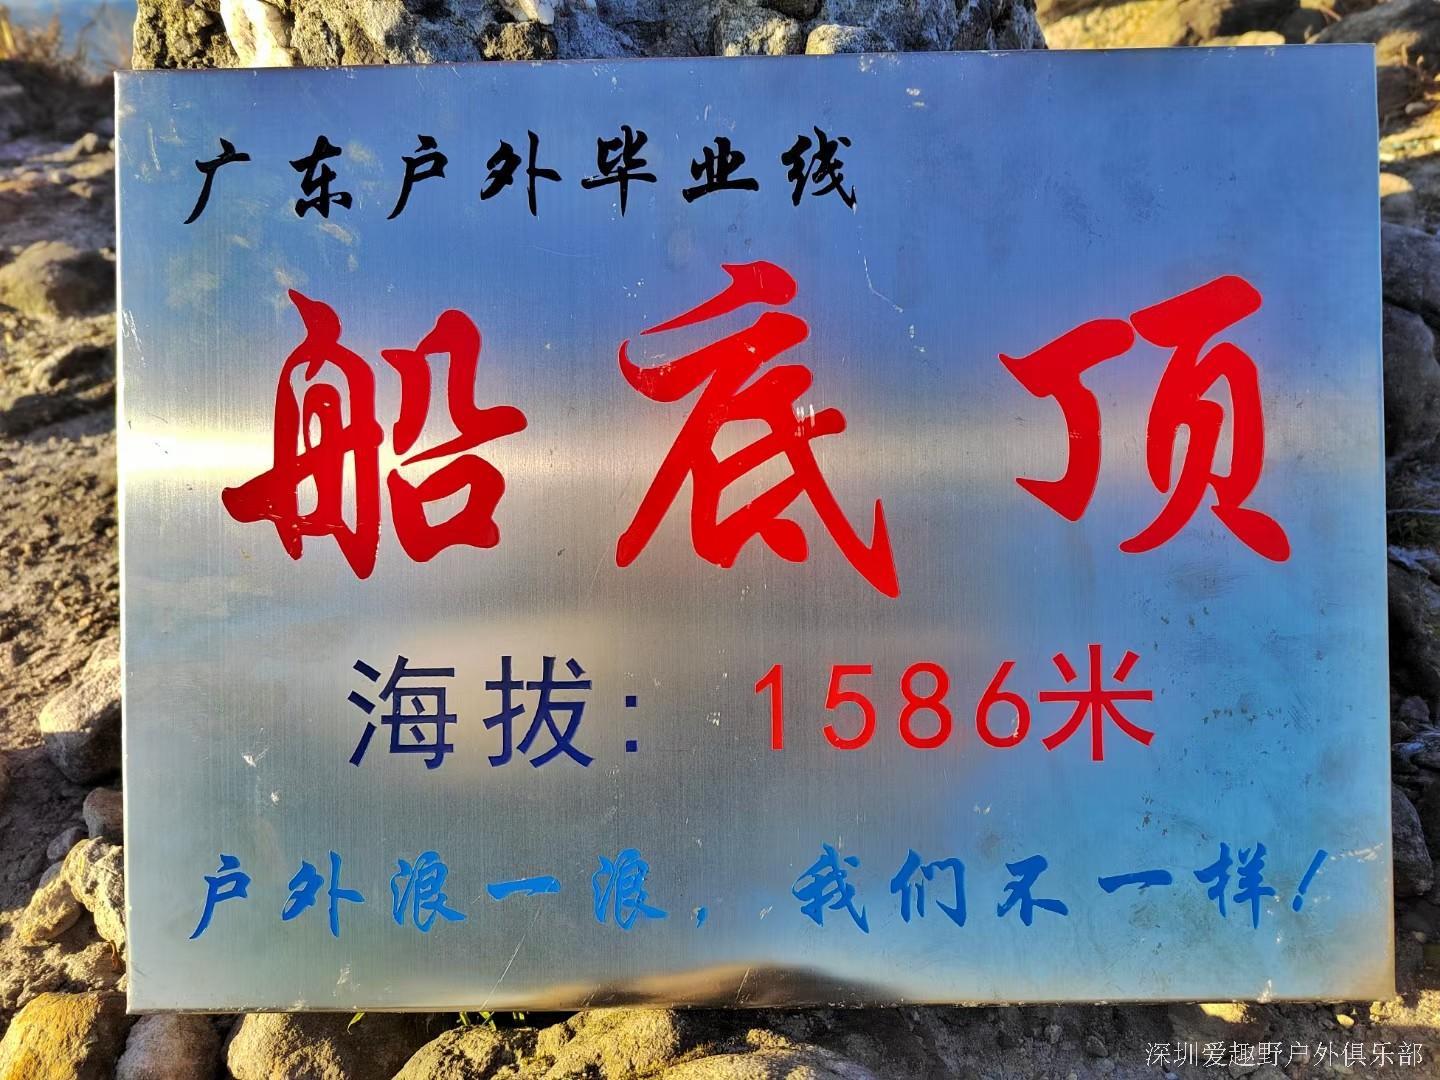 广东户外毕业线
船底顶
海拔: 1586米
户外浪一浪, 我们不一样!
深圳爱趣野户外俱乐部